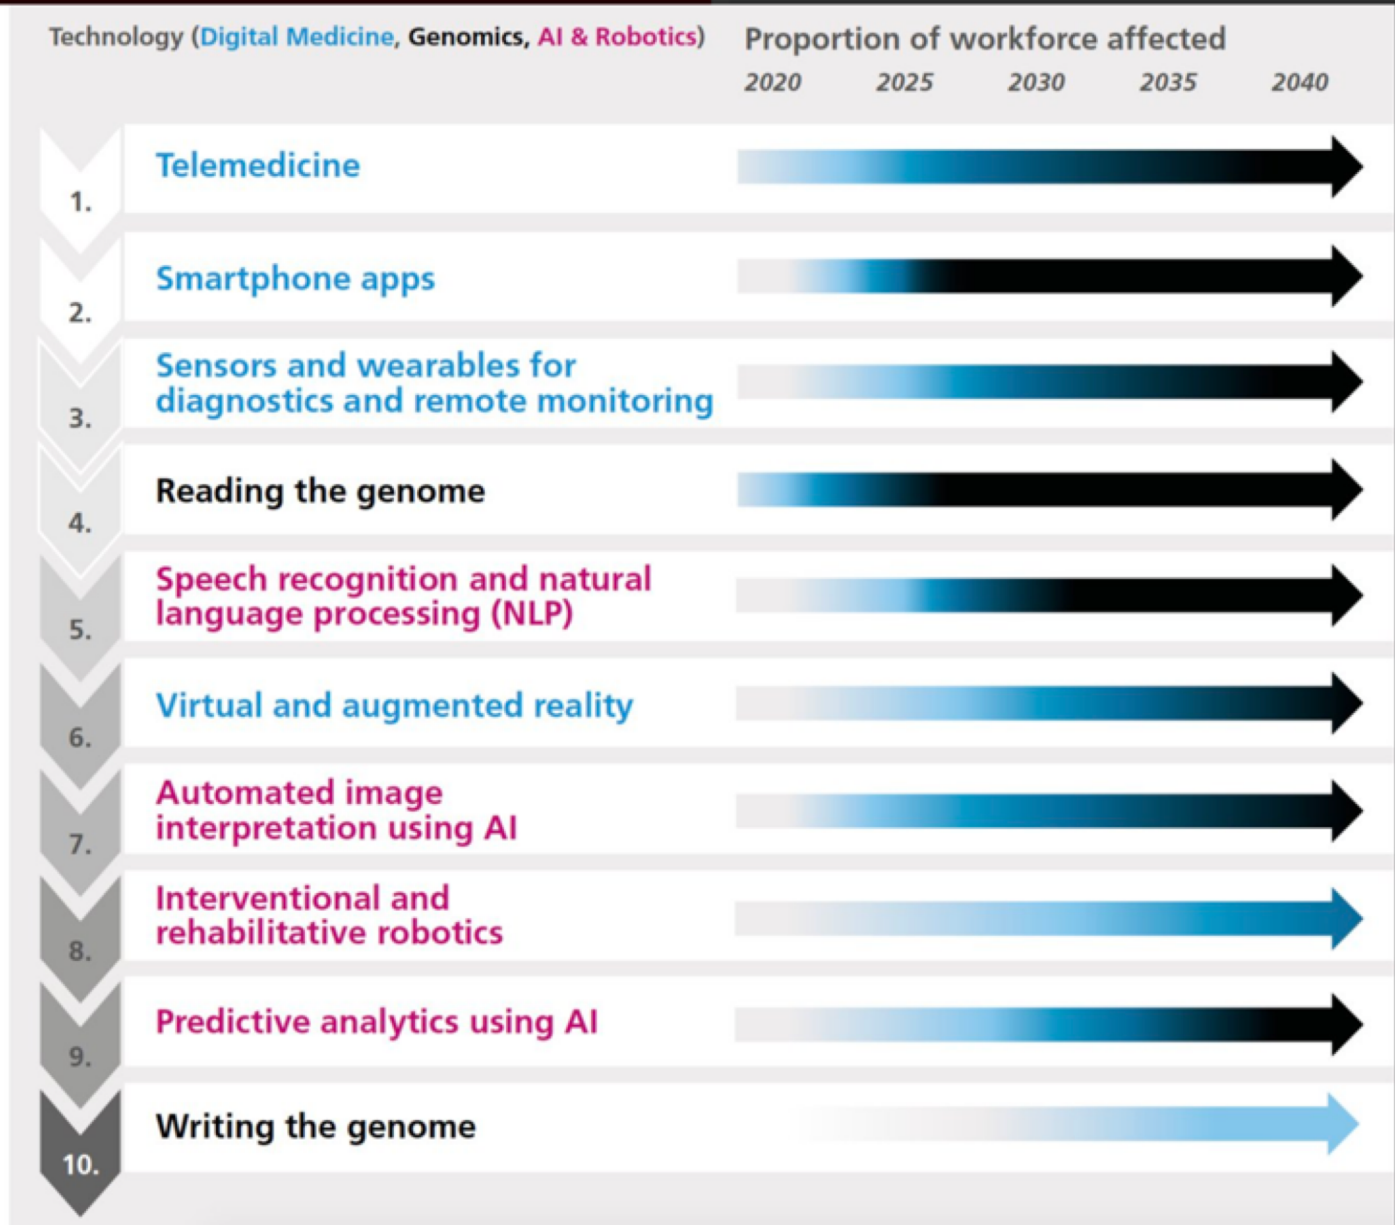 Technology (Digital Medicine, Genomics, AI & Robotics)
Proportion of workforce affected
2020 2025 2030 2035 2040
1.
Telemedicine
2.
Smartphone apps
3.
Sensors and wearables for
diagnostics and remote monitoring
4.
Reading the genome
5.
Speech recognition and natural
language processing (NLP)
6.
Virtual and augmented reality
7.
Automated image
interpretation using AI
8.
Interventional and
rehabilitative robotics
9.
Predictive analytics using AI
10.
Writing the genome